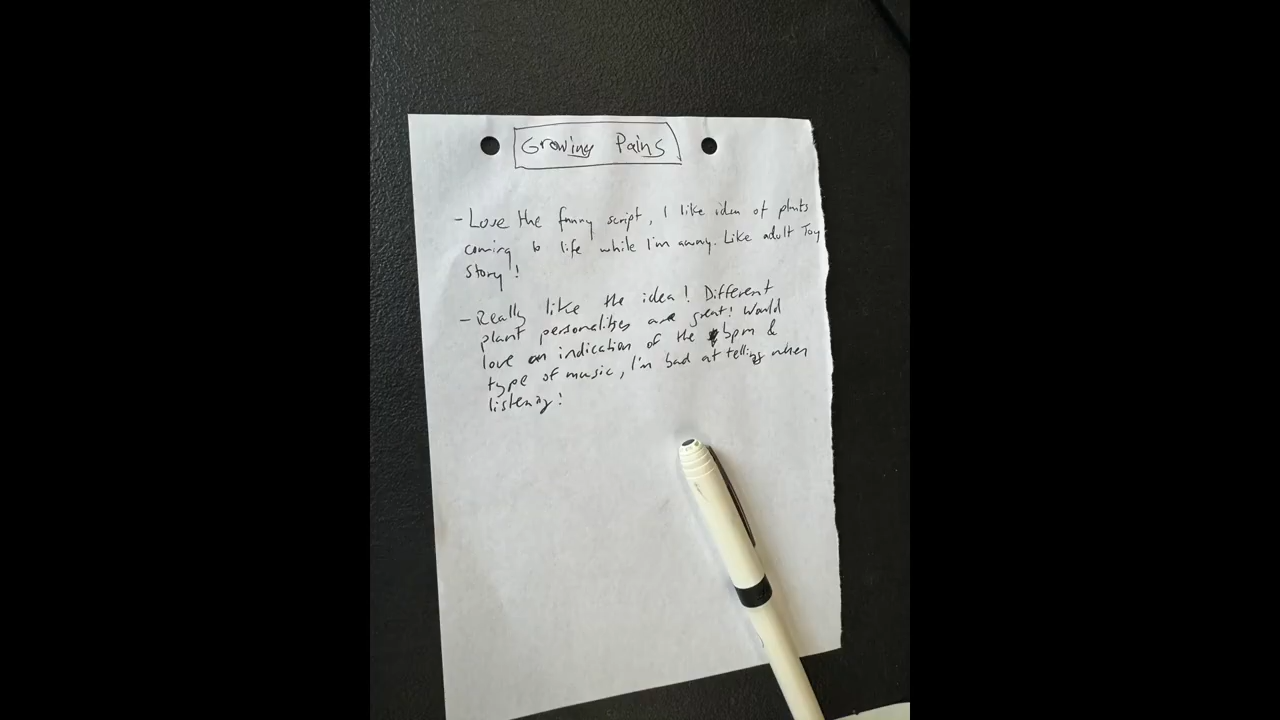 Growing Pains
- Love the funny script, I like idea of plants
coming to life while I'm away. Like adult Toy
Story!
- Really like the idea! Different
plant personalities are great! Would
love an indication of the bpm &
type of music, I'm bad at telling when
listening!